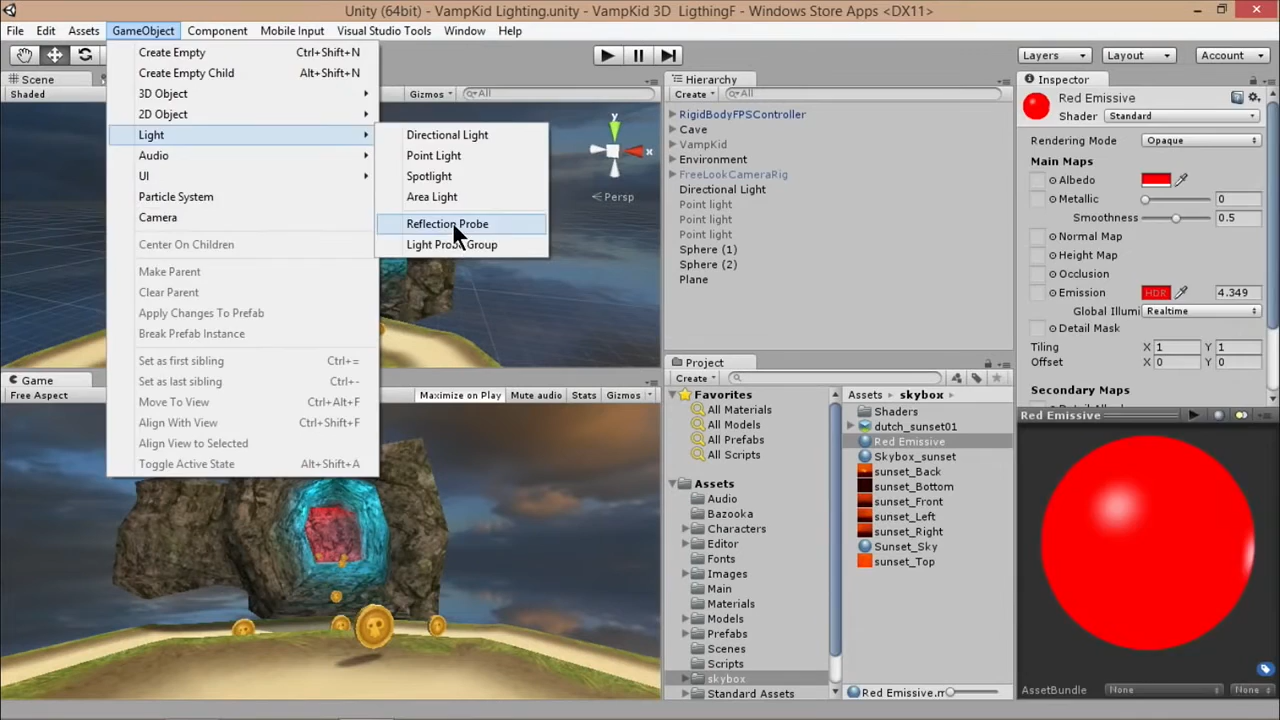 Unity (64bit) - VampKid Lighting.unity - VampKid 3D LigthingF - Windows Store Apps <DX11>
File Edit Assets GameObject Component Mobile Input Visual Studio Tools Window Help
Layers Layout Account
Create Empty Ctrl+Shift+N
Create Empty Child Alt+Shift+N
3D Object
2D Object
Light
Audio
UI
Particle System
Camera
Center On Children
Make Parent
Clear Parent
Apply Changes To Prefab
Break Prefab Instance
Set as first sibling Ctrl+=
Set as last sibling Ctrl+-
Move To View Ctrl+Alt+F
Align With View Ctrl+Shift+F
Align View to Selected
Toggle Active State Alt+Shift+A
Directional Light
Point Light
Spotlight
Area Light
Reflection Probe
Light Probe Group
Scene
Shaded
Gizmos All
y
x
Persp
Game
Free Aspect Maximize on Play Mute audio Stats Gizmos
Hierarchy
Create All
RigidBodyFPSController
Cave
VampKid
Environment
FreeLookCameraRig
Directional Light
Point light
Point light
Point light
Sphere (1)
Sphere (2)
Plane
Project
Create
Favorites
All Materials
All Models
All Prefabs
All Scripts
Assets
Audio
Bazooka
Characters
Editor
Fonts
Images
Main
Materials
Models
Prefabs
Scenes
Scripts
skybox
Standard Assets
Assets skybox
Shaders
dutch_sunset01
Red Emissive
Skybox_sunset
sunset_Back
sunset_Bottom
sunset_Front
sunset_Left
sunset_Right
Sunset_Sky
sunset_Top
Red Emissive.m
Inspector
Red Emissive
Shader Standard
Rendering Mode Opaque
Main Maps
Albedo
Metallic 0
Smoothness 0.5
Normal Map
Height Map
Occlusion
Emission HDR 4.349
Global Illumi Realtime
Detail Mask
Tiling X 1 Y 1
Offset X 0 Y 0
Secondary Maps
Red Emissive
AssetBundle None None